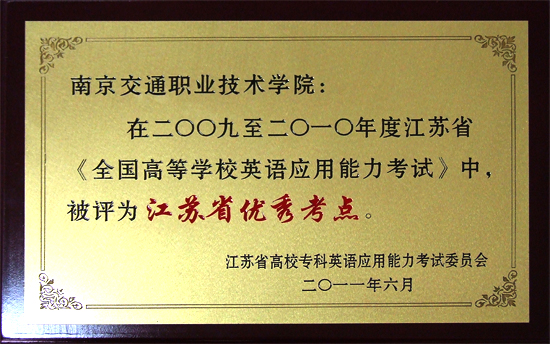 南京交通职业技术学院：
在二〇〇九至二〇一〇年度江苏省
《全国高等学校英语应用能力考试》中，
被评为江苏省优秀考点。
江苏省高校专科英语应用能力考试委员会
二〇一一年六月